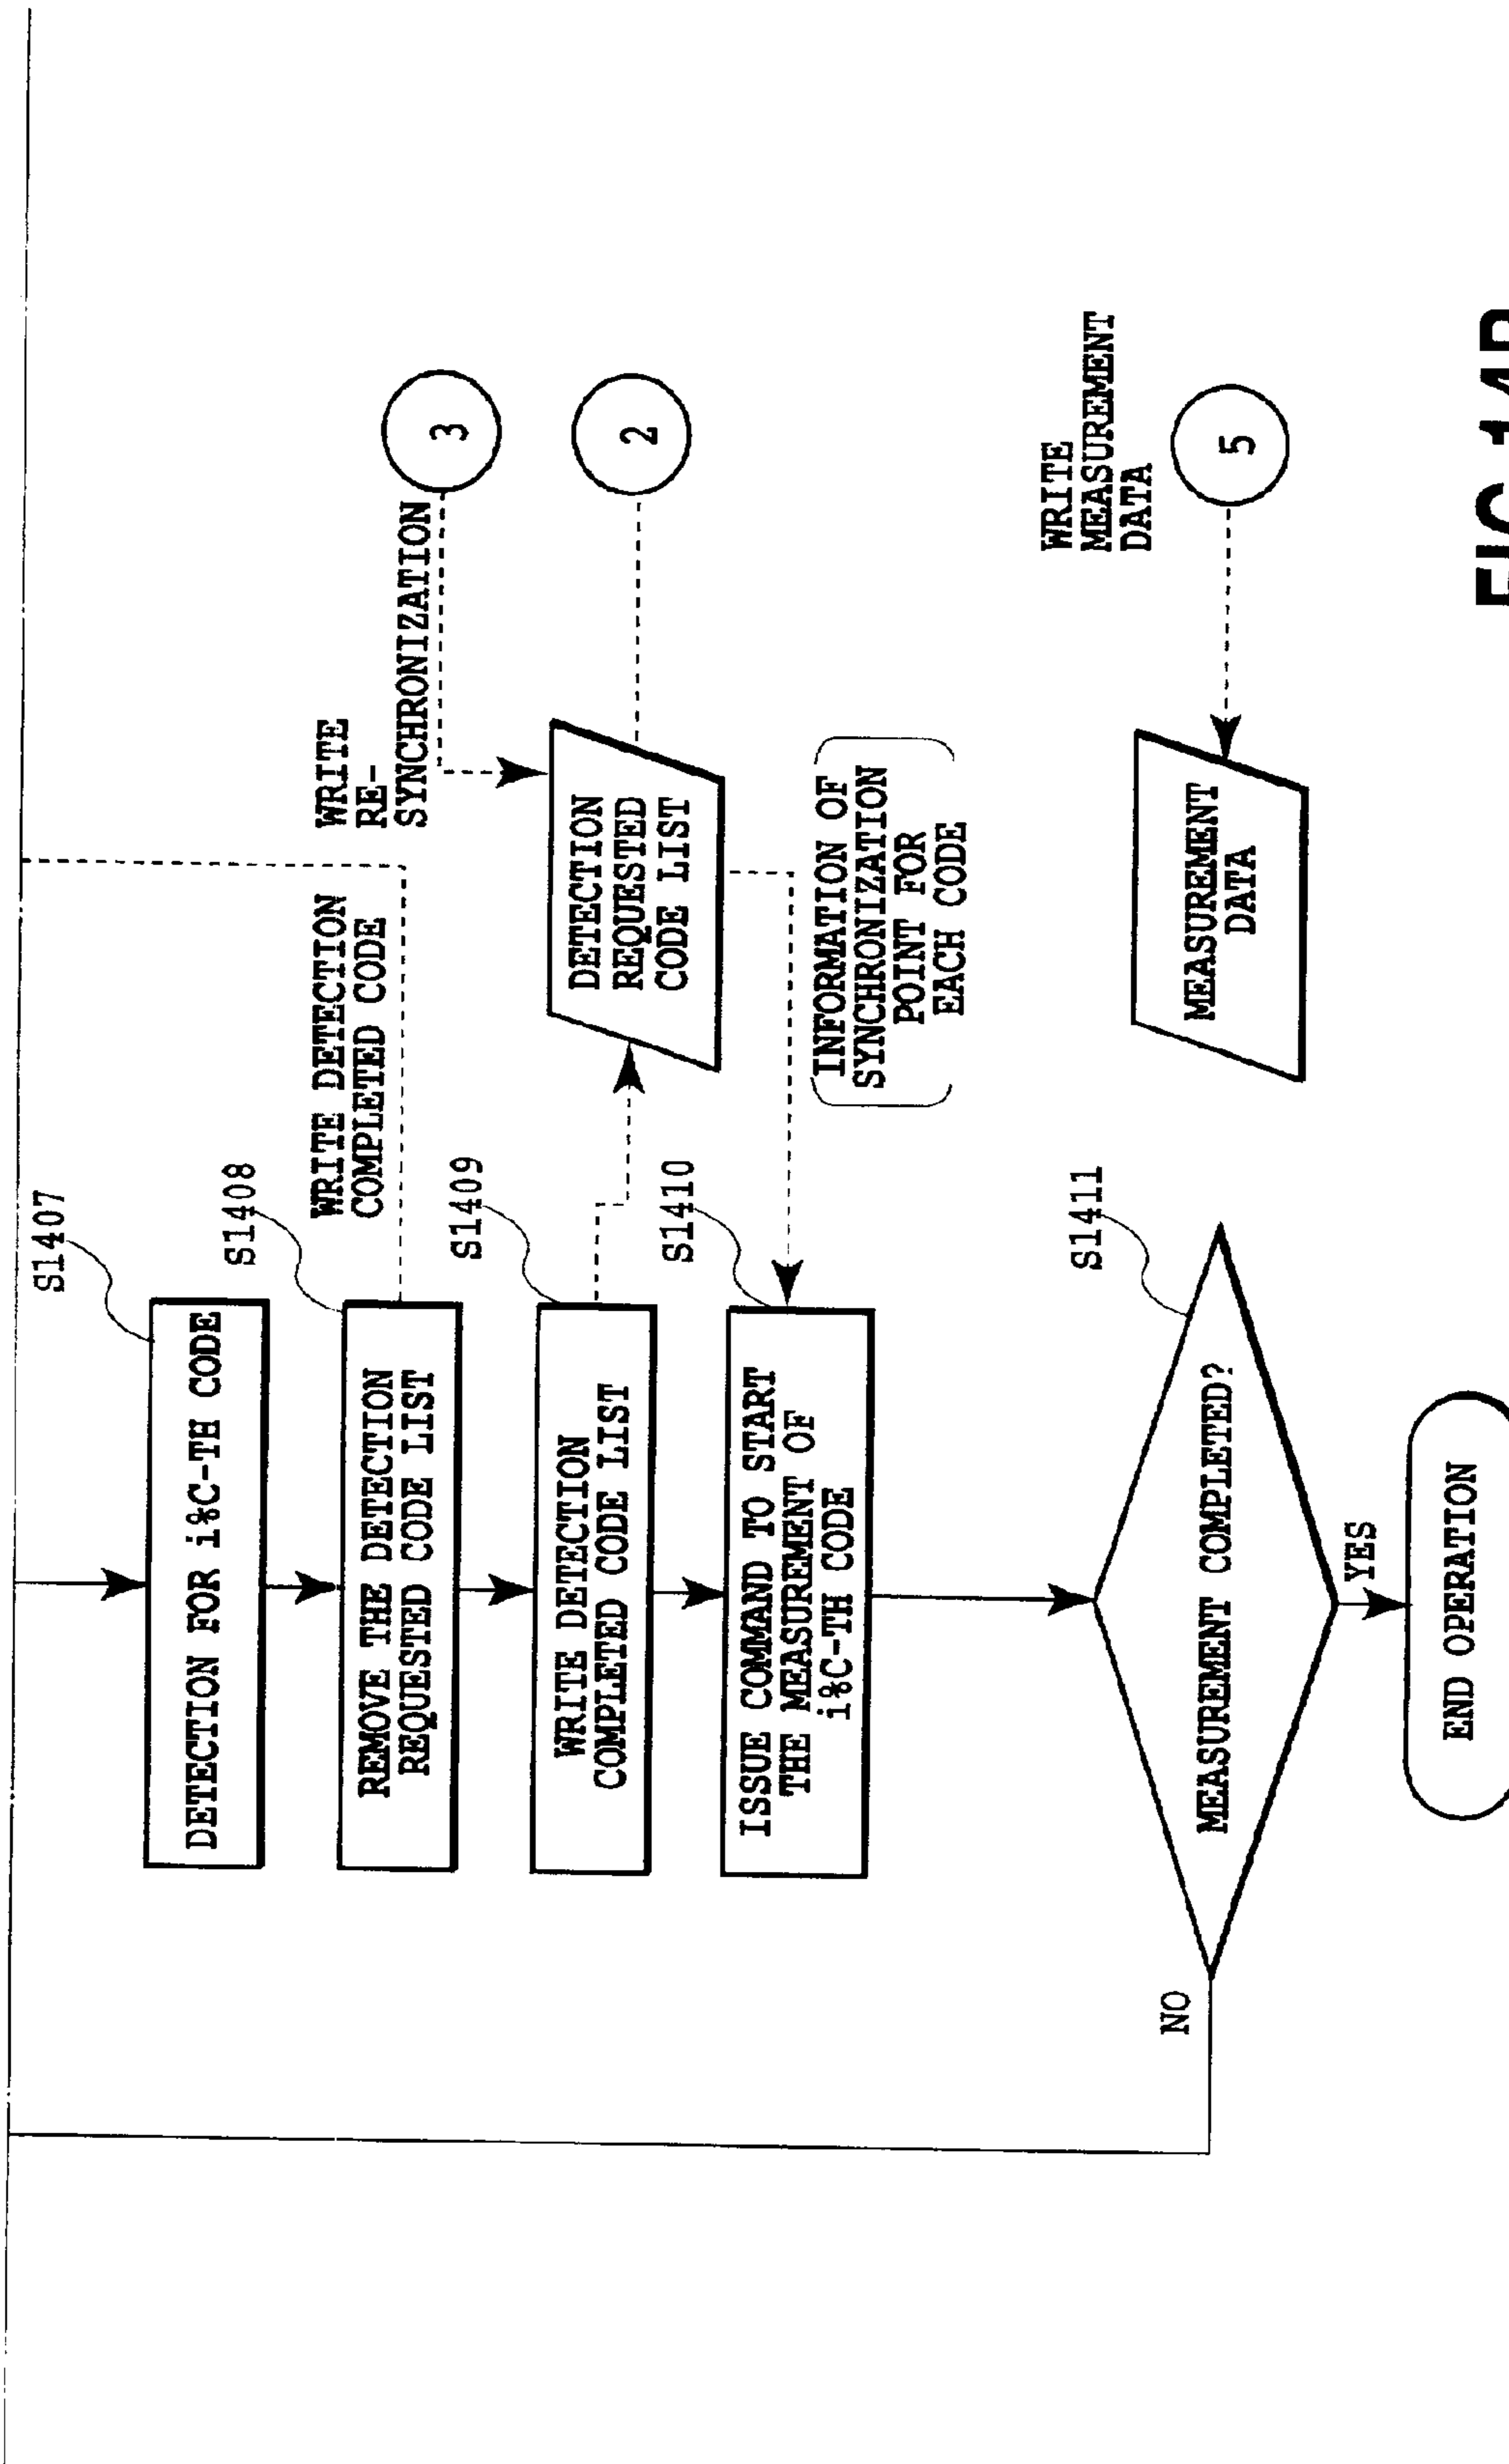 S1407
DETECTION FOR i%C-TH CODE
S1408
REMOVE THE DETECTION
REQUESTED CODE LIST
WRITE DETECTION
COMPLETED CODE
WRITE
RE-
SYNCHRONIZATION
3
S1409
WRITE DETECTION
COMPLETED CODE LIST
DETECTION
REQUESTED
CODE LIST
2
S1410
ISSUE COMMAND TO START
THE MEASUREMENT OF
i%C-TH CODE
INFORMATION OF
SYNCHRONIZATION
POINT FOR
EACH CODE
WRITE
MEASUREMENT
DATA
5
MEASUREMENT
DATA
S1411
MEASUREMENT COMPLETED?
NO
YES
END OPERATION